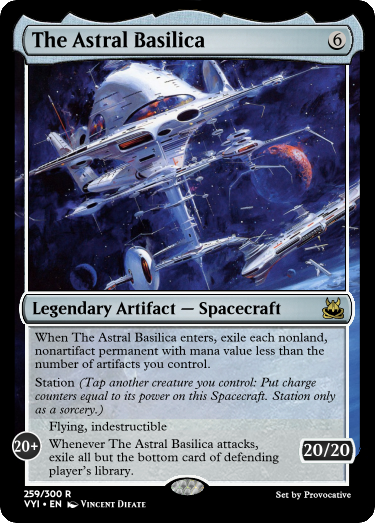 The Astral Basilica 6
Legendary Artifact — Spacecraft
When The Astral Basilica enters, exile each nonland,
nonartifact permanent with mana value less than the
number of artifacts you control.
Station (Tap another creature you control: Put charge
counters equal to its power on this Spacecraft. Station only
as a sorcery.)
Flying, indestructible
20+
Whenever The Astral Basilica attacks,
exile all but the bottom card of defending
player's library.
20/20
259/300 R
VYI • EN Vincent Difate
Set by Provocative